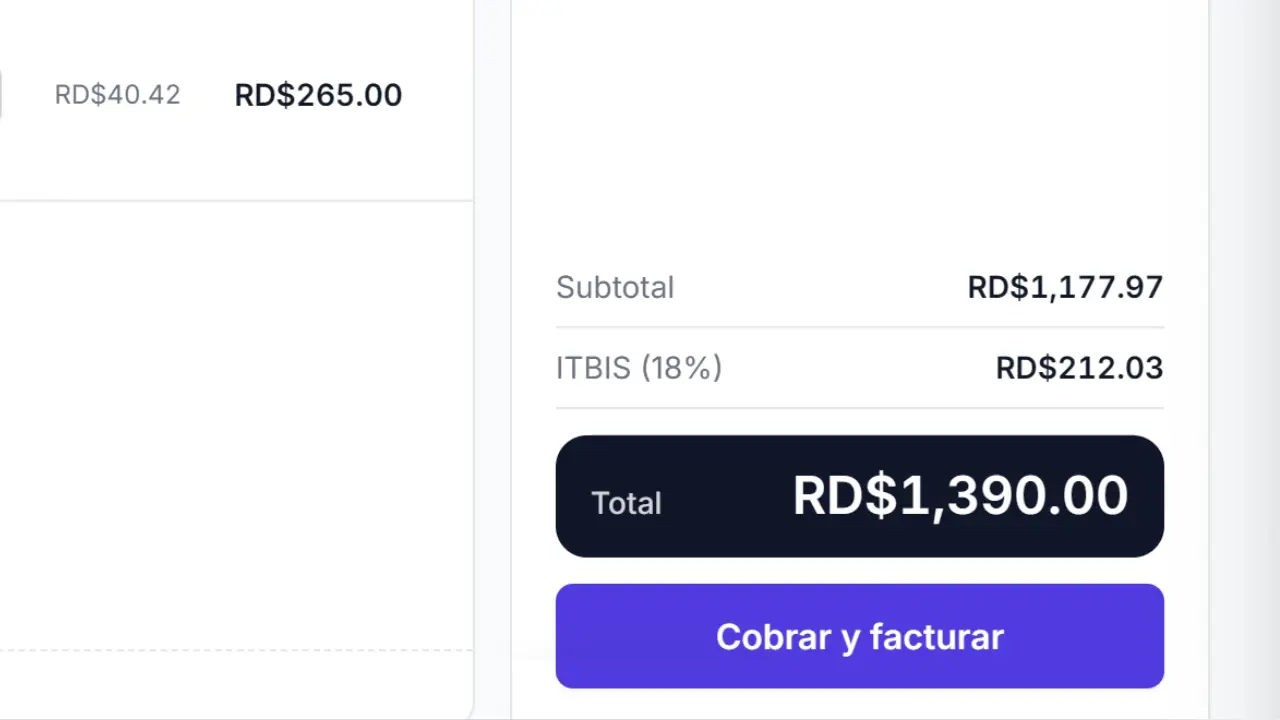 RD$40.42 RD$265.00
Subtotal RD$1,177.97
ITBIS (18%) RD$212.03
Total RD$1,390.00
Cobrar y facturar